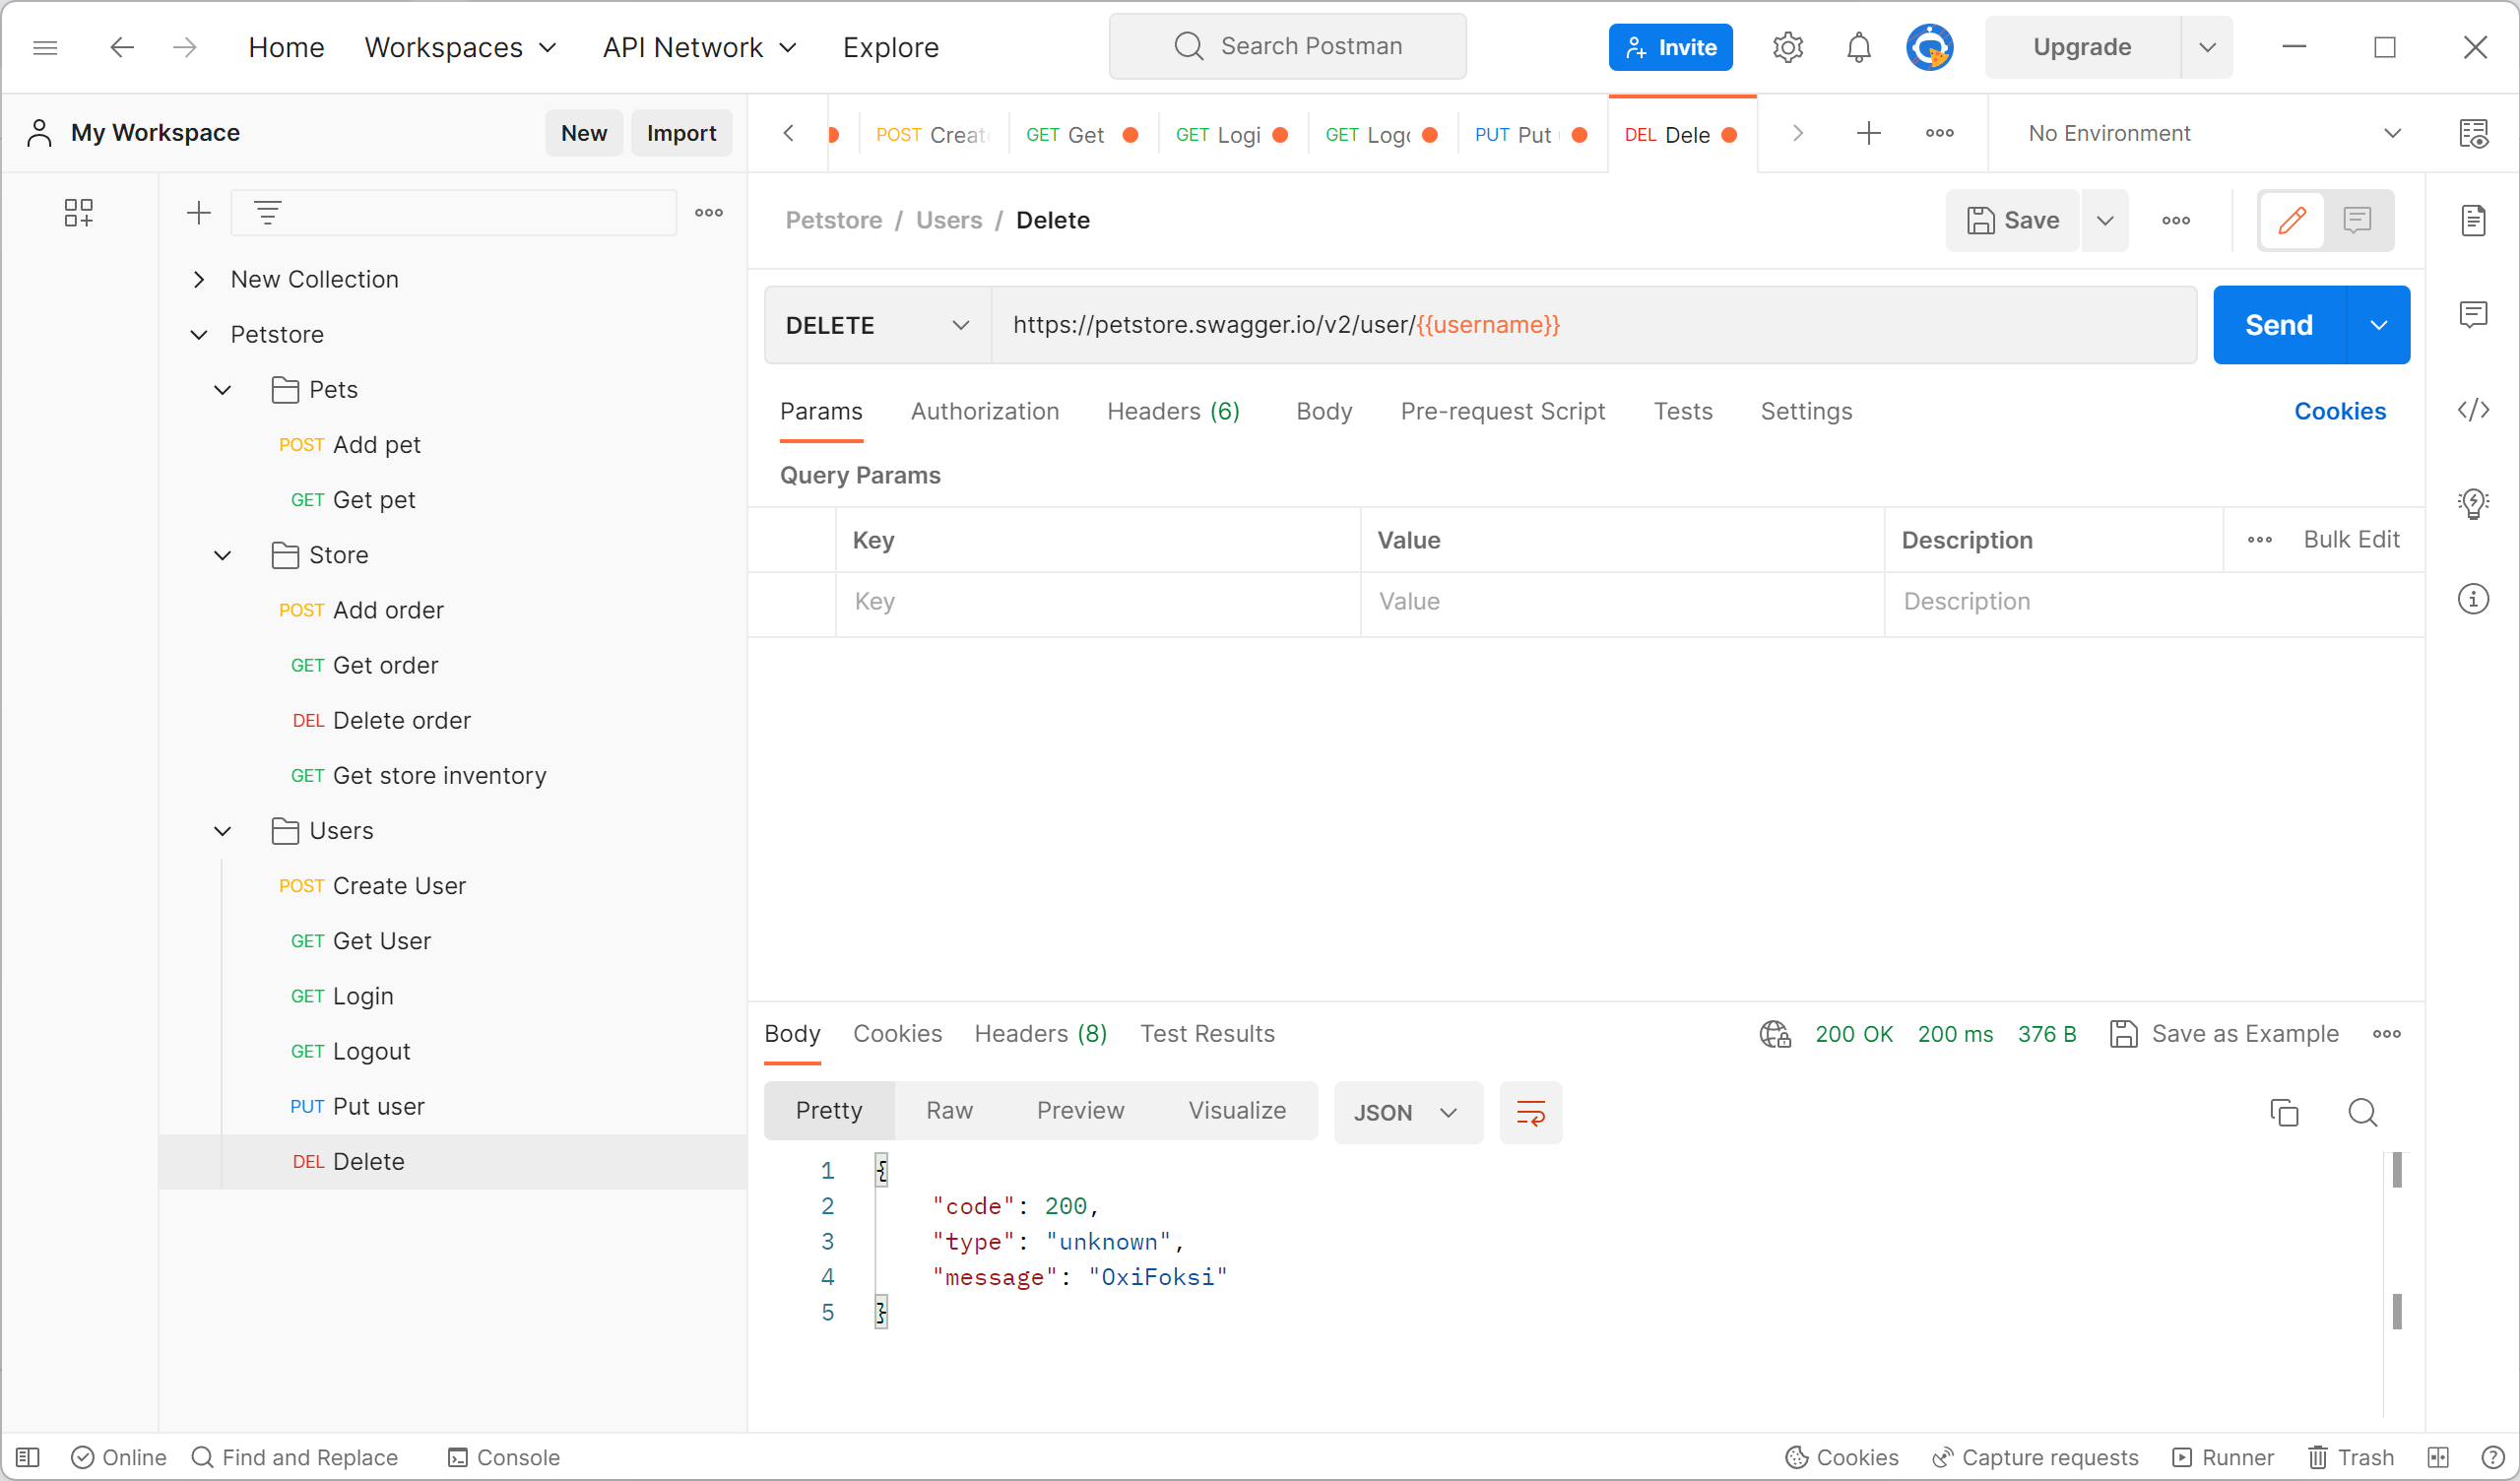 Home Workspaces API Network Explore Search Postman Invite Upgrade
My Workspace New Import
POST Creat GET Get GET Logi GET Logo PUT Put DEL Dele No Environment
Petstore / Users / Delete Save
New Collection
Petstore
Pets
POST Add pet
GET Get pet
Store
POST Add order
GET Get order
DEL Delete order
GET Get store inventory
Users
POST Create User
GET Get User
GET Login
GET Logout
PUT Put user
DEL Delete
DELETE https://petstore.swagger.io/v2/user/{{username}} Send
Params Authorization Headers (6) Body Pre-request Script Tests Settings Cookies
Query Params
Key Value Description Bulk Edit
Key Value Description
Body Cookies Headers (8) Test Results 200 OK 200 ms 376 B Save as Example
Pretty Raw Preview Visualize JSON
1 {
2 "code": 200,
3 "type": "unknown",
4 "message": "OxiFoksi"
5 }
Online Find and Replace Console Cookies Capture requests Runner Trash